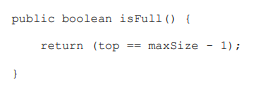 public boolean isFull() {
    return (top == maxSize - 1);
}